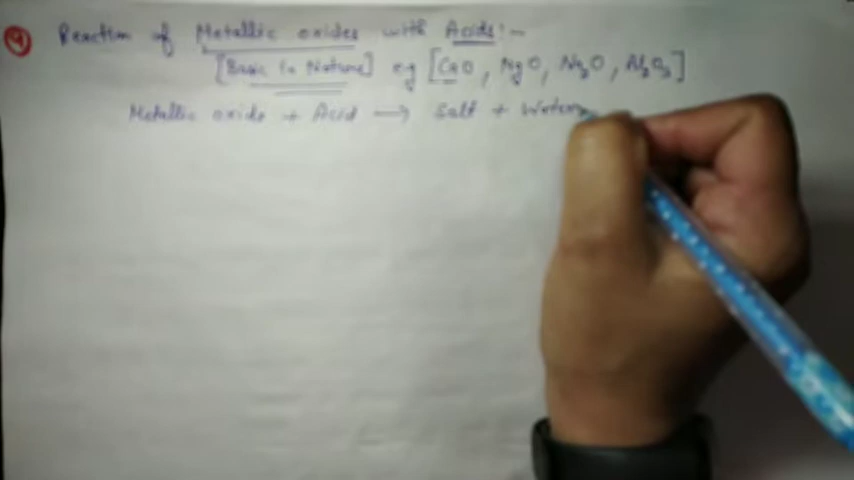 4 Reaction of Metallic oxides with Acids:-
[Basic in Nature] e.g [CaO, MgO, Na2O, Al2O3]
Metallic oxide + Acid → Salt + Water